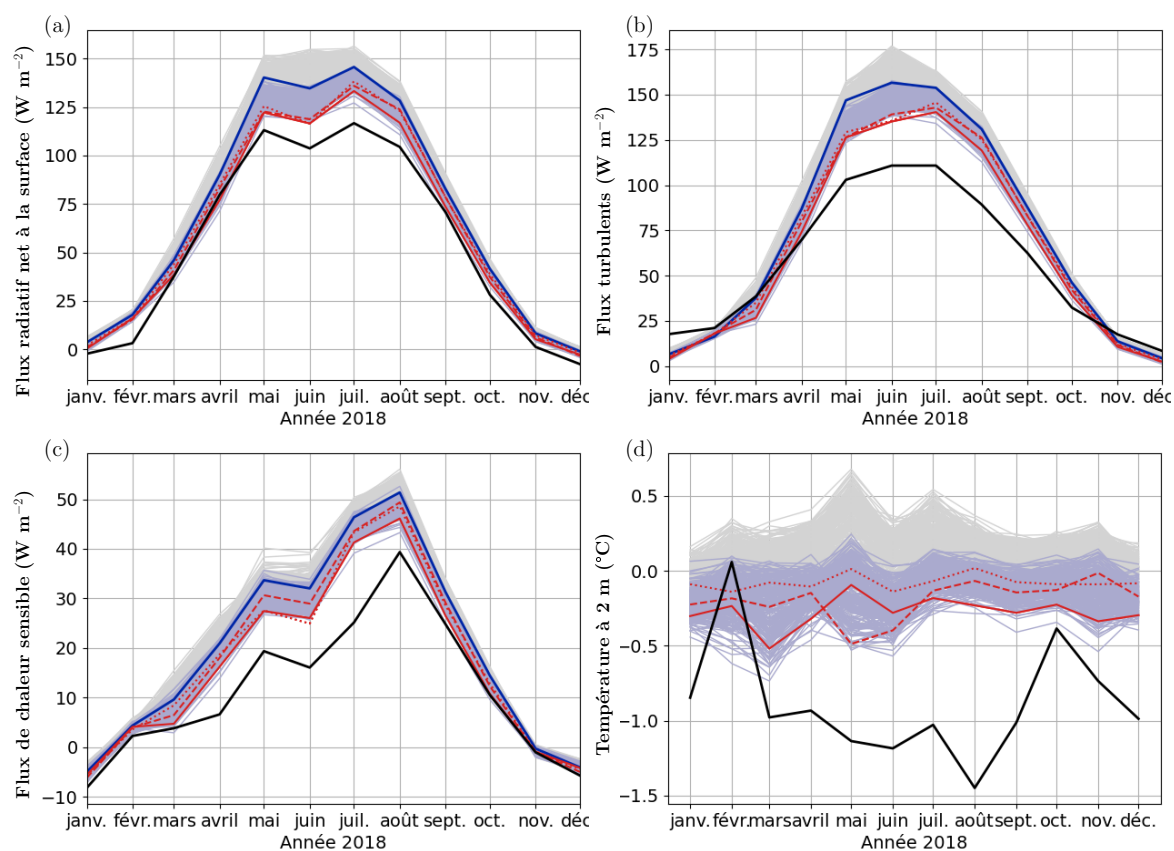 (a)
Flux radiatif net à la surface (W m⁻²)
150
125
100
75
50
25
0
janv. févr. mars avril mai juin juil. août sept. oct. nov. déc
Année 2018
(b)
Flux turbulents (W m⁻²)
175
150
125
100
75
50
25
0
janv. févr. mars avril mai juin juil. août sept. oct. nov. déc
Année 2018
(c)
Flux de chaleur sensible (W m⁻²)
50
40
30
20
10
0
−10
janv. févr. mars avril mai juin juil. août sept. oct. nov. déc
Année 2018
(d)
Température à 2 m (°C)
0.5
0.0
−0.5
−1.0
−1.5
janv. févr. mars avril mai juin juil. août sept. oct. nov. déc
Année 2018